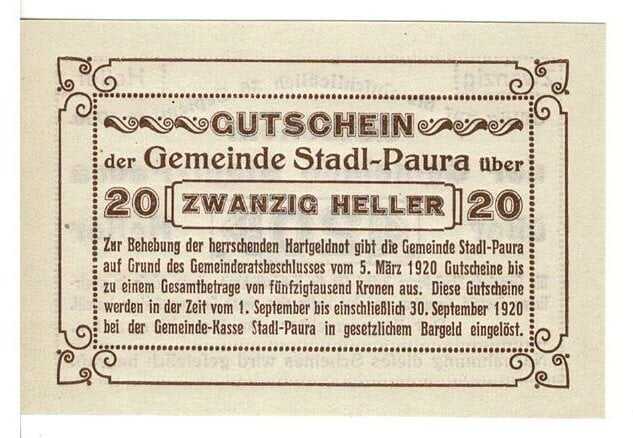 GUTSCHEIN
der Gemeinde Stadl-Paura über
20 ZWANZIG HELLER 20
Zur Behebung der herrschenden Hartgeldnot gibt die Gemeinde Stadl-Paura
auf Grund des Gemeinderatsbeschlusses vom 5. März 1920 Gutscheine bis
zu einem Gesamtbetrage von fünfzigtausend Kronen aus. Diese Gutscheine
werden in der Zeit vom 1. September bis einschließlich 30. September 1920
bei der Gemeinde-Kasse Stadl-Paura in gesetzlichem Bargeld eingelöst.